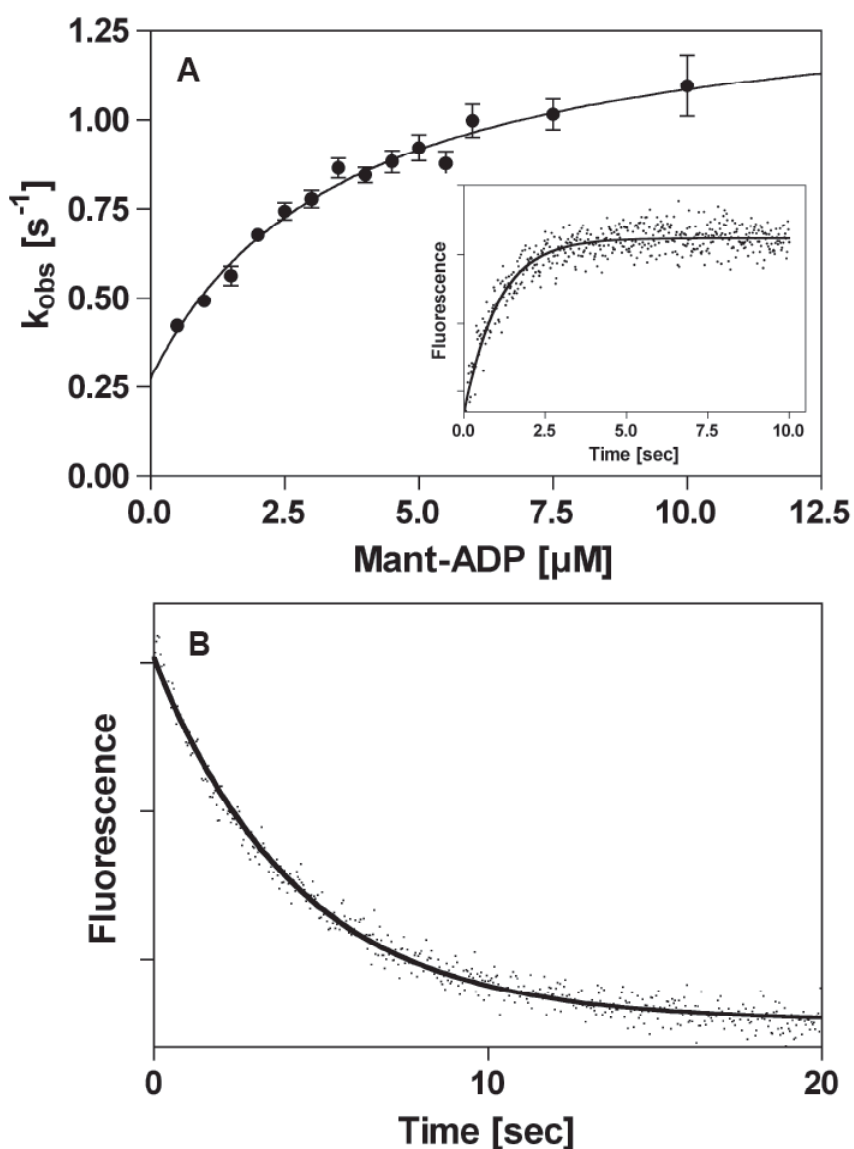 A
1.25
1.00
0.75
0.50
0.25
0.00
k_obs [s⁻¹]
0.0 2.5 5.0 7.5 10.0 12.5
Mant-ADP [µM]
Fluorescence
0.0 2.5 5.0 7.5 10.0
Time [sec]
B
Fluorescence
0 10 20
Time [sec]